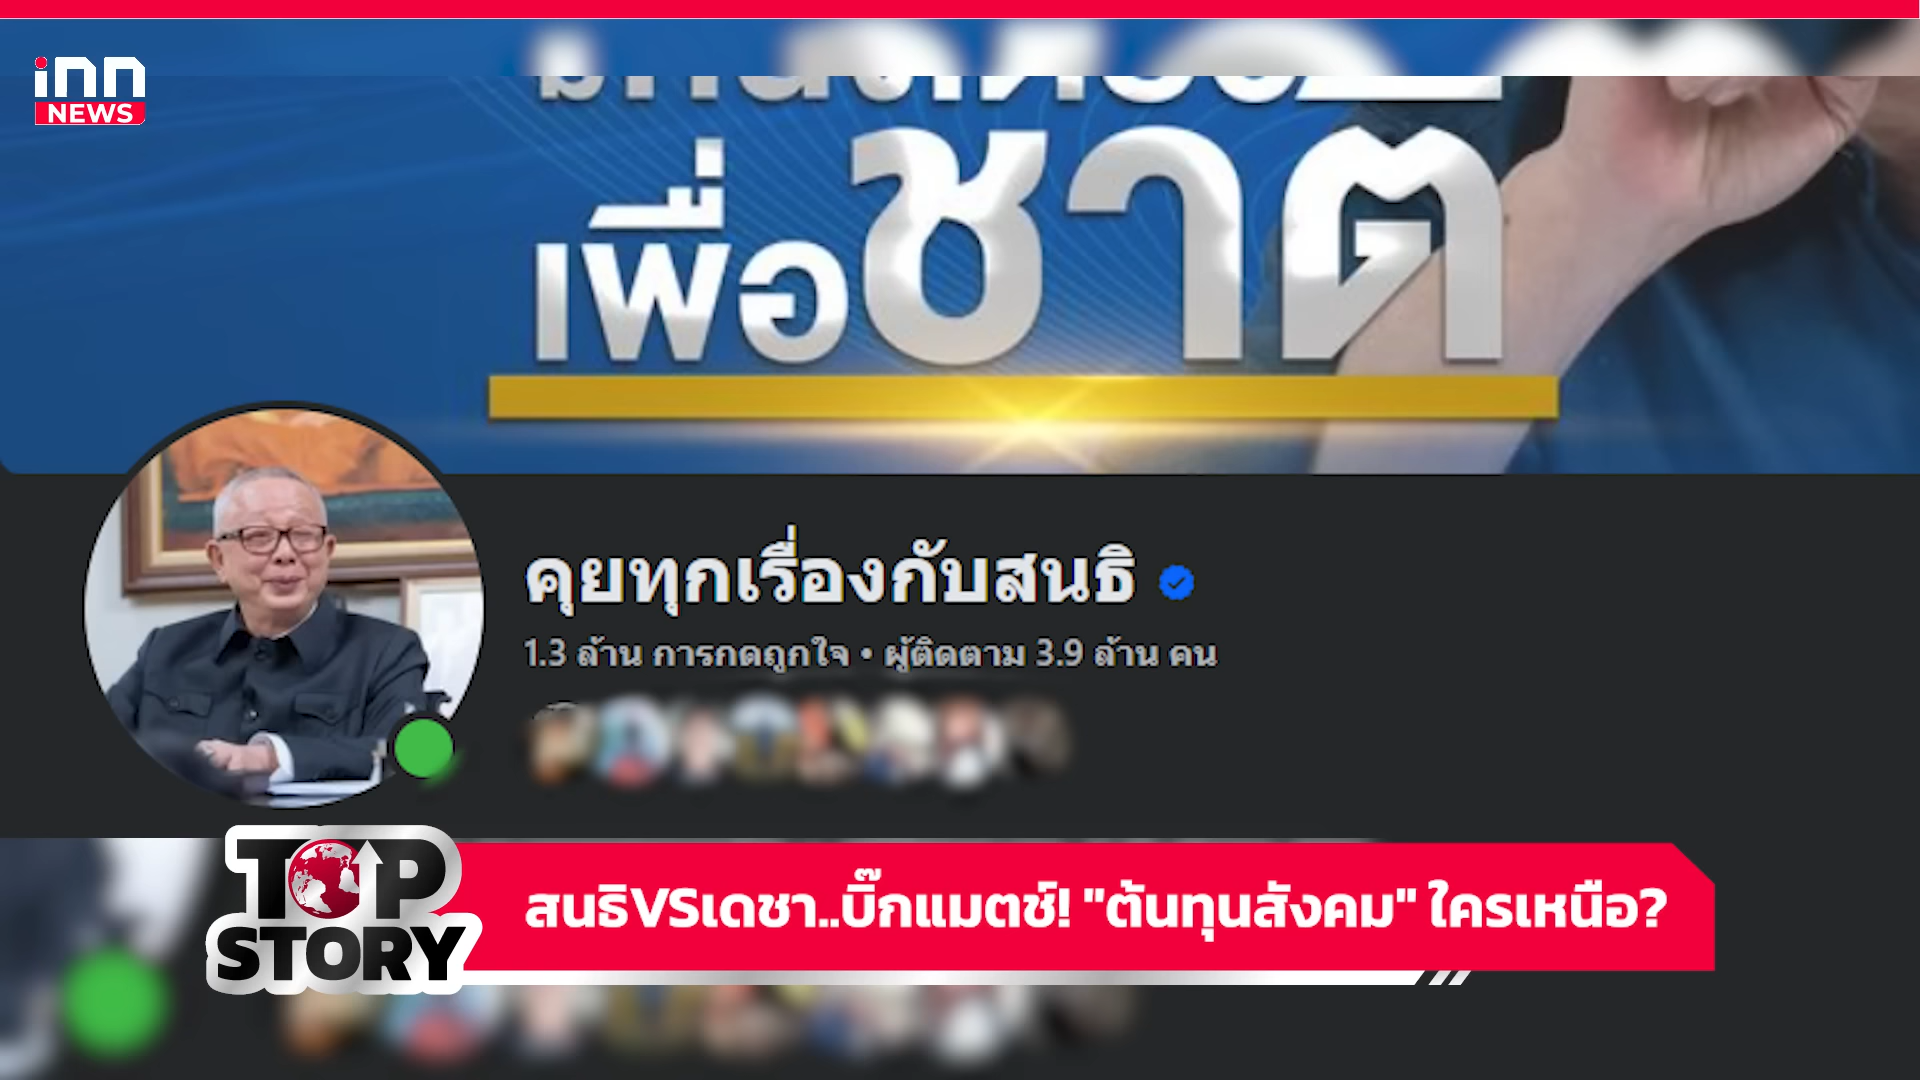 inn
NEWS
เพื่อชาติ
คุยทุกเรื่องกับสนธิ
1.3 ล้าน การกดถูกใจ • ผู้ติดตาม 3.9 ล้าน คน
TOP
STORY
สนธิVSเดชา..บิ๊กแมตช์! "ต้นทุนสังคม" ใครเหนือ?